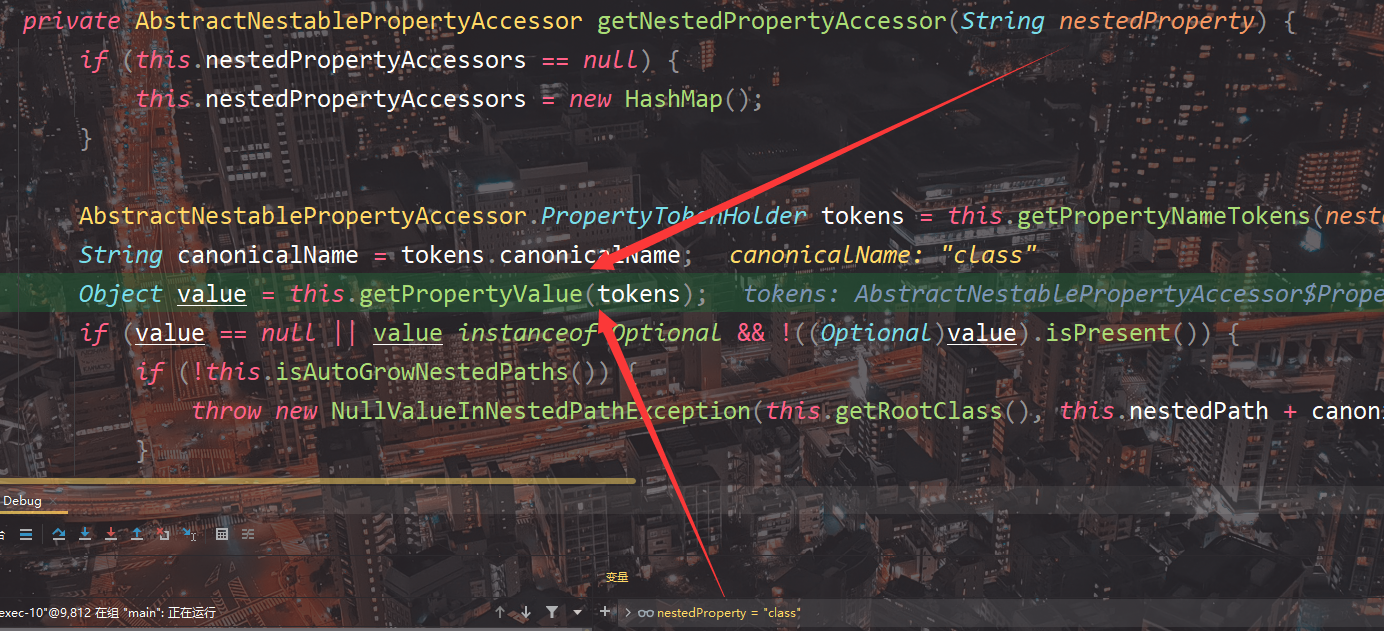 private AbstractNestablePropertyAccessor getNestedPropertyAccessor(String nestedProperty) {
if (this.nestedPropertyAccessors == null) {
this.nestedPropertyAccessors = new HashMap();
}
AbstractNestablePropertyAccessor.PropertyTokenHolder tokens = this.getPropertyNameTokens(nest
String canonicalName = tokens.canonicalName; canonicalName: "class"
Object value = this.getPropertyValue(tokens); tokens: AbstractNestablePropertyAccessor$Prope
if (value == null || value instanceof Optional && !((Optional)value).isPresent()) {
if (!this.isAutoGrowNestedPaths()) {
throw new NullValueInNestedPathException(this.getRootClass(), this.nestedPath + canon
}
Debug
变量
exec-10"@9,812 在组 "main": 正在运行
nestedProperty = "class"